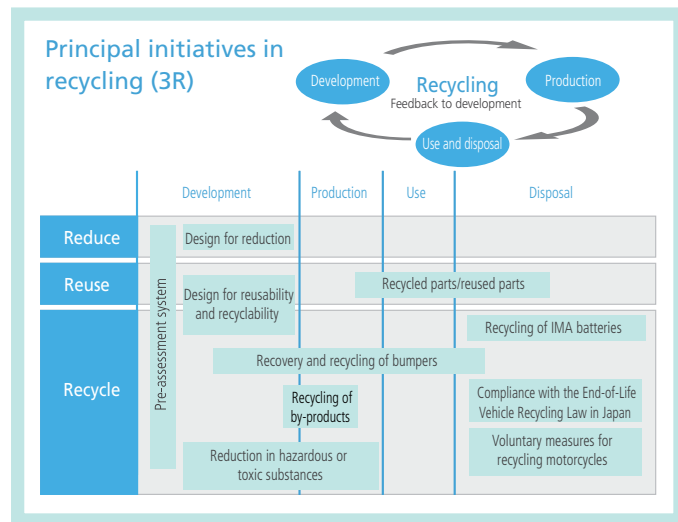 Principal initiatives in
recycling (3R)
Development
Recycling
Feedback to development
Production
Use and disposal
Development
Production
Use
Disposal
Reduce
Design for reduction
Reuse
Pre-assessment system
Design for reusability
and recyclability
Recycled parts/reused parts
Recycle
Recycling of IMA batteries
Recovery and recycling of bumpers
Recycling of
by-products
Compliance with the End-of-Life
Vehicle Recycling Law in Japan
Reduction in hazardous or
toxic substances
Voluntary measures for
recycling motorcycles